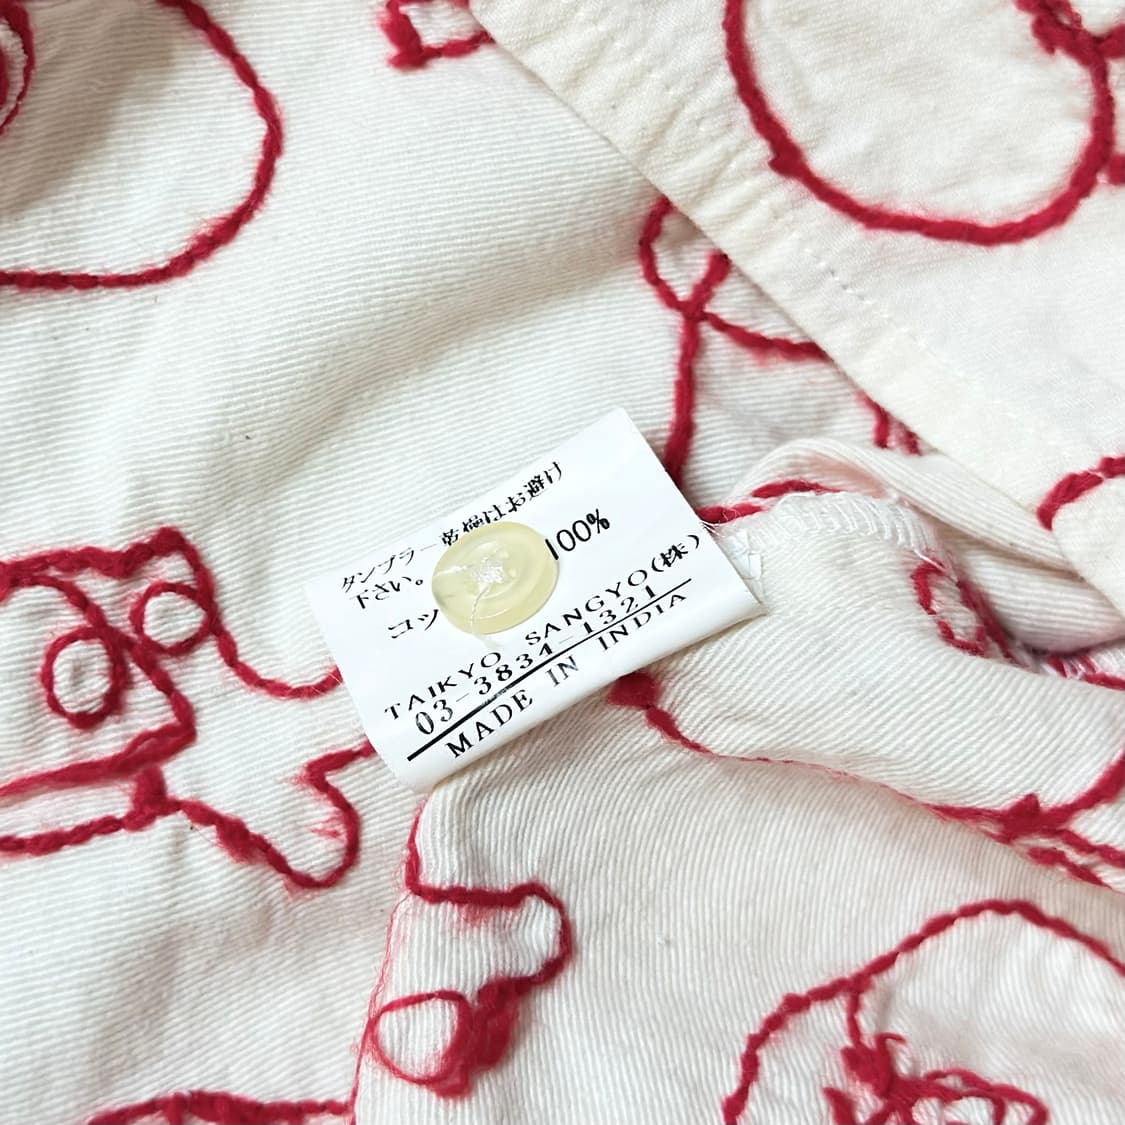 タンブラー乾燥はお避け
下さい。
コッ 100%
TAIKYO SANGYO(株)
03-3834-1321
MADE IN INDIA